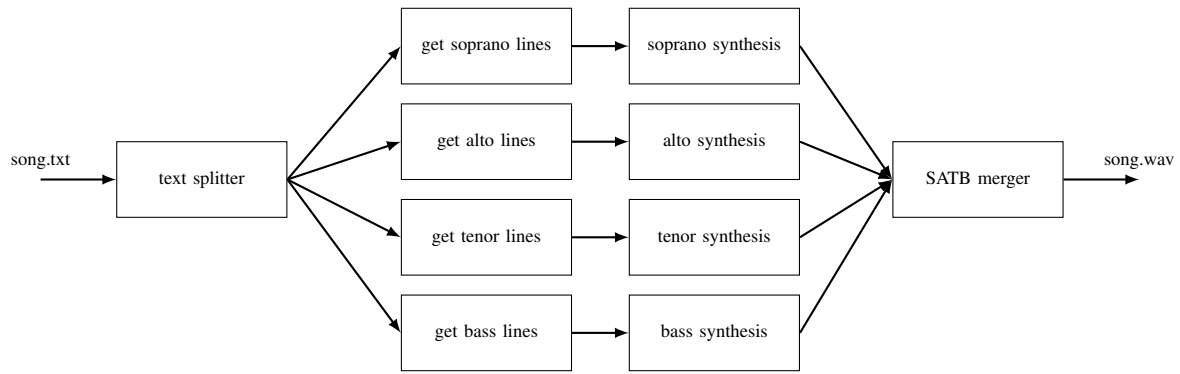 song.txt
text splitter
get soprano lines
soprano synthesis
get alto lines
alto synthesis
get tenor lines
tenor synthesis
get bass lines
bass synthesis
SATB merger
song.wav